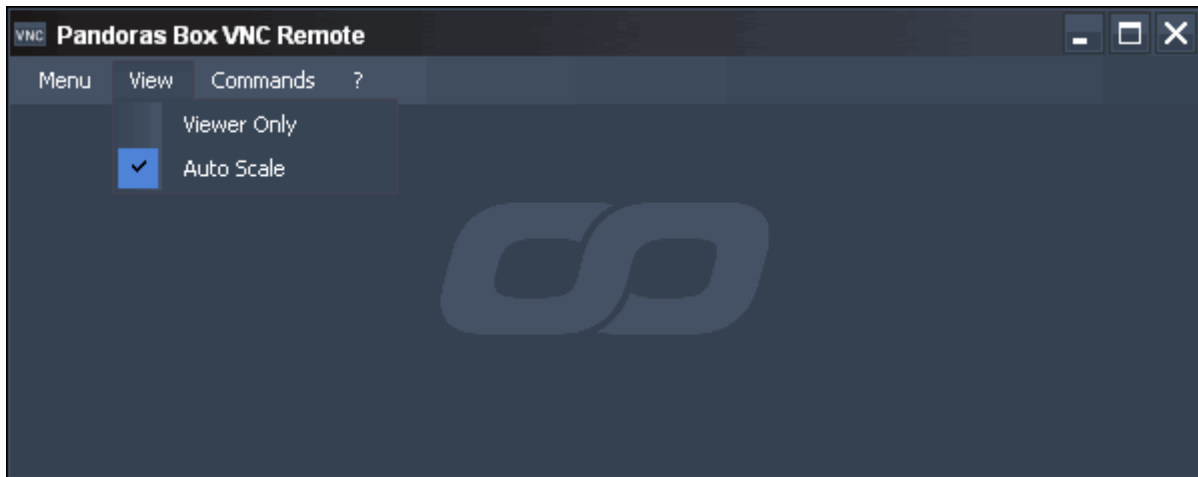 VNC Pandoras Box VNC Remote
Menu View Commands ?
Viewer Only
Auto Scale